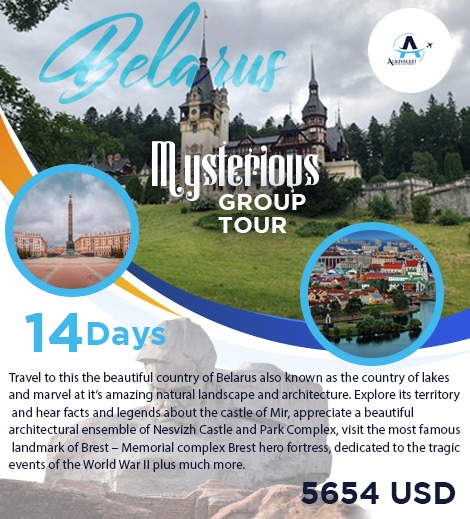 Belarus
ALKHALEEJ
Mysterious
GROUP
TOUR
14 Days
Travel to this the beautiful country of Belarus also known as the country of lakes
and marvel at it's amazing natural landscape and architecture. Explore its territory
and hear facts and legends about the castle of Mir, appreciate a beautiful
architectural ensemble of Nesvizh Castle and Park Complex, visit the most famous
landmark of Brest – Memorial complex Brest hero fortress, dedicated to the tragic
events of the World War II plus much more.
5654 USD